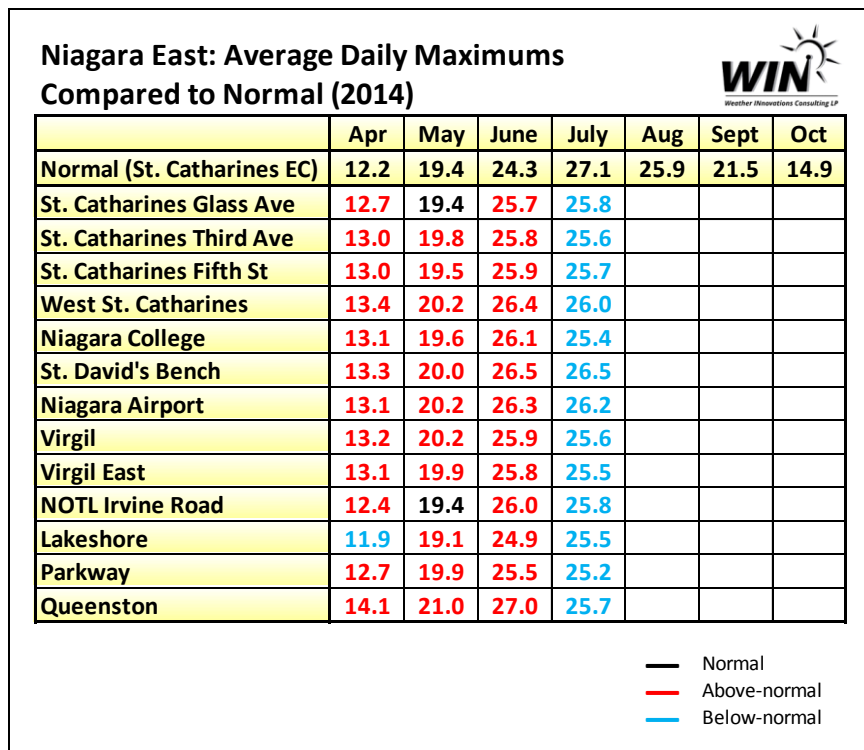 Niagara East: Average Daily Maximums
Compared to Normal (2014)
WIN
Weather INnovations Consulting LP
Apr May June July Aug Sept Oct
Normal (St. Catharines EC) 12.2 19.4 24.3 27.1 25.9 21.5 14.9
St. Catharines Glass Ave 12.7 19.4 25.7 25.8
St. Catharines Third Ave 13.0 19.8 25.8 25.6
St. Catharines Fifth St 13.0 19.5 25.9 25.7
West St. Catharines 13.4 20.2 26.4 26.0
Niagara College 13.1 19.6 26.1 25.4
St. David's Bench 13.3 20.0 26.5 26.5
Niagara Airport 13.1 20.2 26.3 26.2
Virgil 13.2 20.2 25.9 25.6
Virgil East 13.1 19.9 25.8 25.5
NOTL Irvine Road 12.4 19.4 26.0 25.8
Lakeshore 11.9 19.1 24.9 25.5
Parkway 12.7 19.9 25.5 25.2
Queenston 14.1 21.0 27.0 25.7
Normal
Above-normal
Below-normal